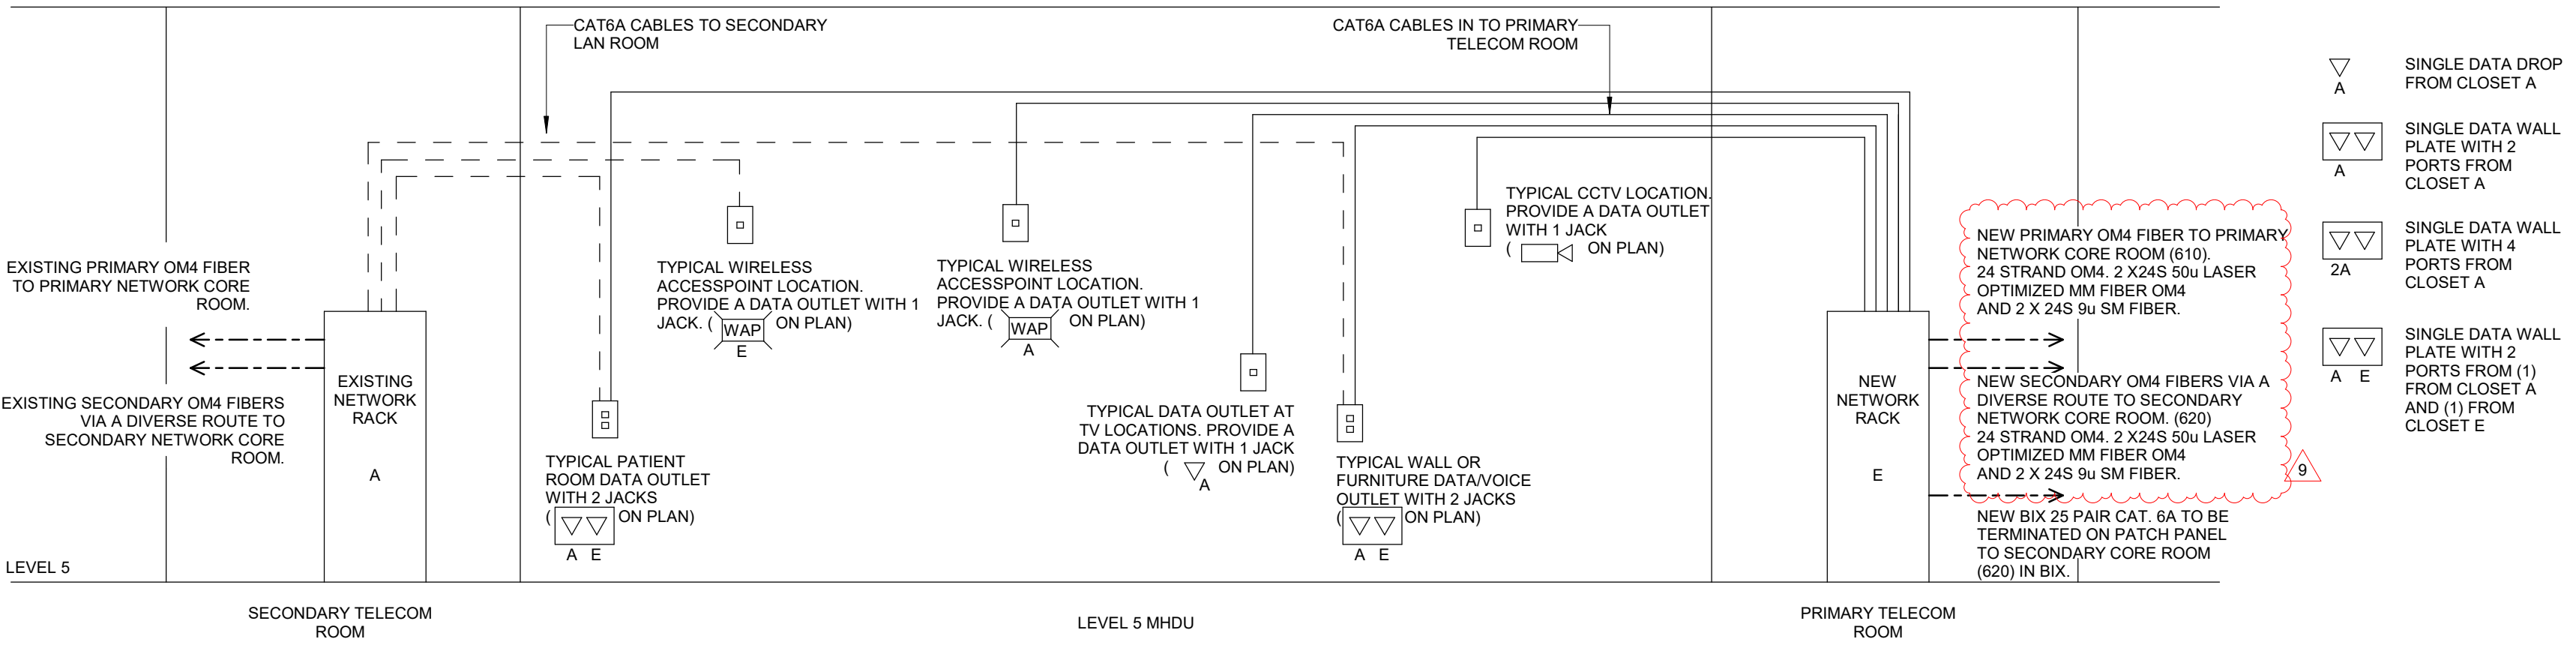 CAT6A CABLES TO SECONDARY
LAN ROOM
CAT6A CABLES IN TO PRIMARY
TELECOM ROOM
EXISTING PRIMARY OM4 FIBER
TO PRIMARY NETWORK CORE
ROOM.
EXISTING SECONDARY OM4 FIBERS
VIA A DIVERSE ROUTE TO
SECONDARY NETWORK CORE
ROOM.
EXISTING
NETWORK
RACK
A
TYPICAL PATIENT
ROOM DATA OUTLET
WITH 2 JACKS
( ON PLAN)
A E
TYPICAL WIRELESS
ACCESSPOINT LOCATION.
PROVIDE A DATA OUTLET WITH 1
JACK. ( WAP ON PLAN)
E
TYPICAL WIRELESS
ACCESSPOINT LOCATION.
PROVIDE A DATA OUTLET WITH 1
JACK. ( WAP ON PLAN)
A
TYPICAL DATA OUTLET AT
TV LOCATIONS. PROVIDE A
DATA OUTLET WITH 1 JACK
( ON PLAN)
A
TYPICAL WALL OR
FURNITURE DATA/VOICE
OUTLET WITH 2 JACKS
( ON PLAN)
A E
TYPICAL CCTV LOCATION.
PROVIDE A DATA OUTLET
WITH 1 JACK
( ON PLAN)
NEW
NETWORK
RACK
E
NEW PRIMARY OM4 FIBER TO PRIMARY
NETWORK CORE ROOM (610).
24 STRAND OM4. 2 X24S 50u LASER
OPTIMIZED MM FIBER OM4
AND 2 X 24S 9u SM FIBER.
NEW SECONDARY OM4 FIBERS VIA A
DIVERSE ROUTE TO SECONDARY
NETWORK CORE ROOM. (620)
24 STRAND OM4. 2 X24S 50u LASER
OPTIMIZED MM FIBER OM4
AND 2 X 24S 9u SM FIBER.
9
NEW BIX 25 PAIR CAT. 6A TO BE
TERMINATED ON PATCH PANEL
TO SECONDARY CORE ROOM
(620) IN BIX.
A
SINGLE DATA DROP
FROM CLOSET A
A
SINGLE DATA WALL
PLATE WITH 2
PORTS FROM
CLOSET A
2A
SINGLE DATA WALL
PLATE WITH 4
PORTS FROM
CLOSET A
A E
SINGLE DATA WALL
PLATE WITH 2
PORTS FROM (1)
FROM CLOSET A
AND (1) FROM
CLOSET E
LEVEL 5
SECONDARY TELECOM
ROOM
LEVEL 5 MHDU
PRIMARY TELECOM
ROOM